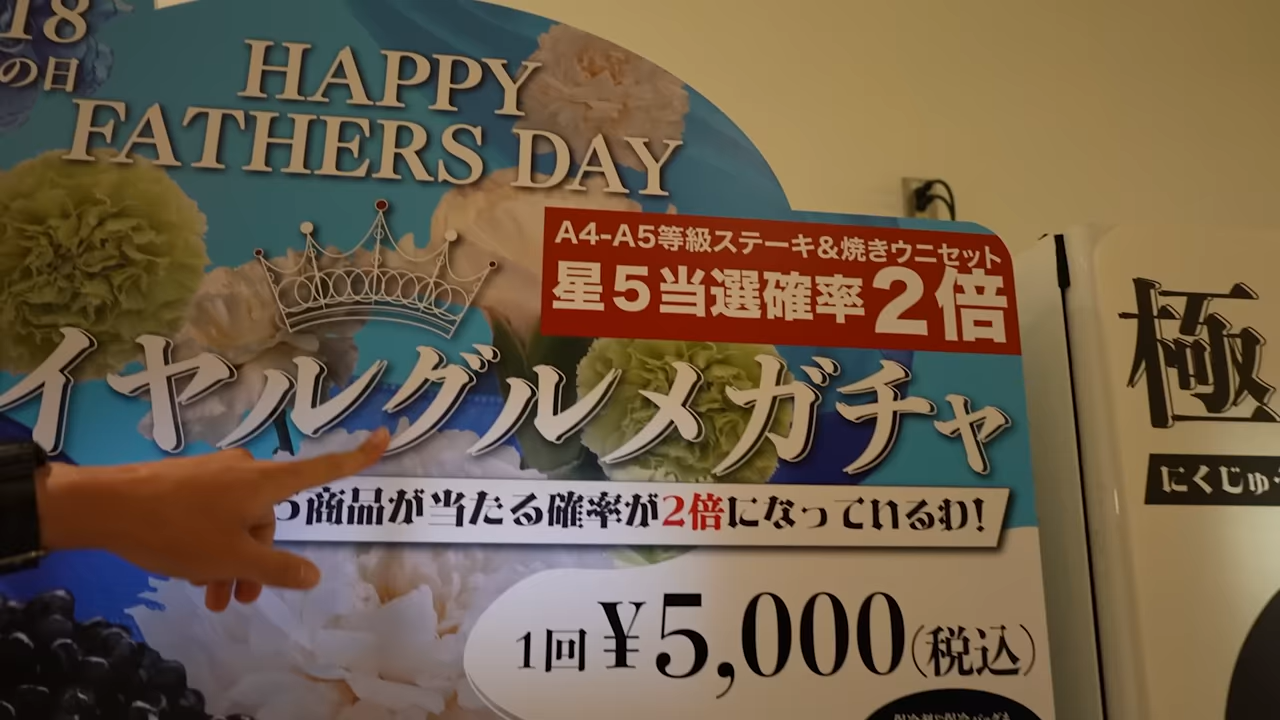 18
の日
HAPPY
FATHERS DAY
A4-A5等級ステーキ&焼きウニセット
星5当選確率2倍
イヤルグルメガチャ
5商品が当たる確率が2倍になっているわ!
1回¥5,000(税込)
極
にくじゅ